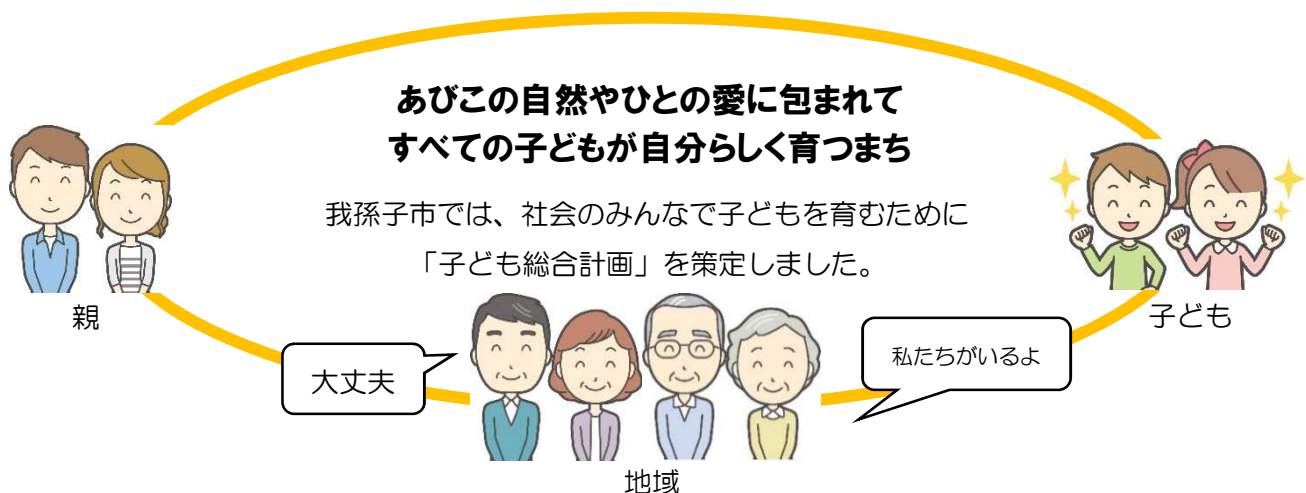 あびこの自然やひとの愛に包まれて
すべての子どもが自分らしく育つまち
我孫子市では、社会のみんなで子どもを育むために
「子ども総合計画」を策定しました。
親
子ども
大丈夫
私たちがいるよ
地域